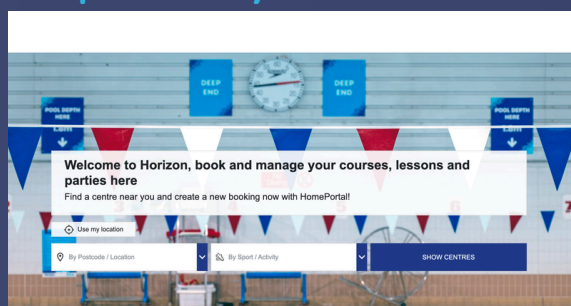 DEEP
END
DEEP
END
POOL DEPTH
HERE
1.8m
POOL DEPTH
HERE
Welcome to Horizon, book and manage your courses, lessons and
parties here
Find a centre near you and create a new booking now with HomePortal!
Use my location
By Postcode / Location
By Sport / Activity
SHOW CENTRES